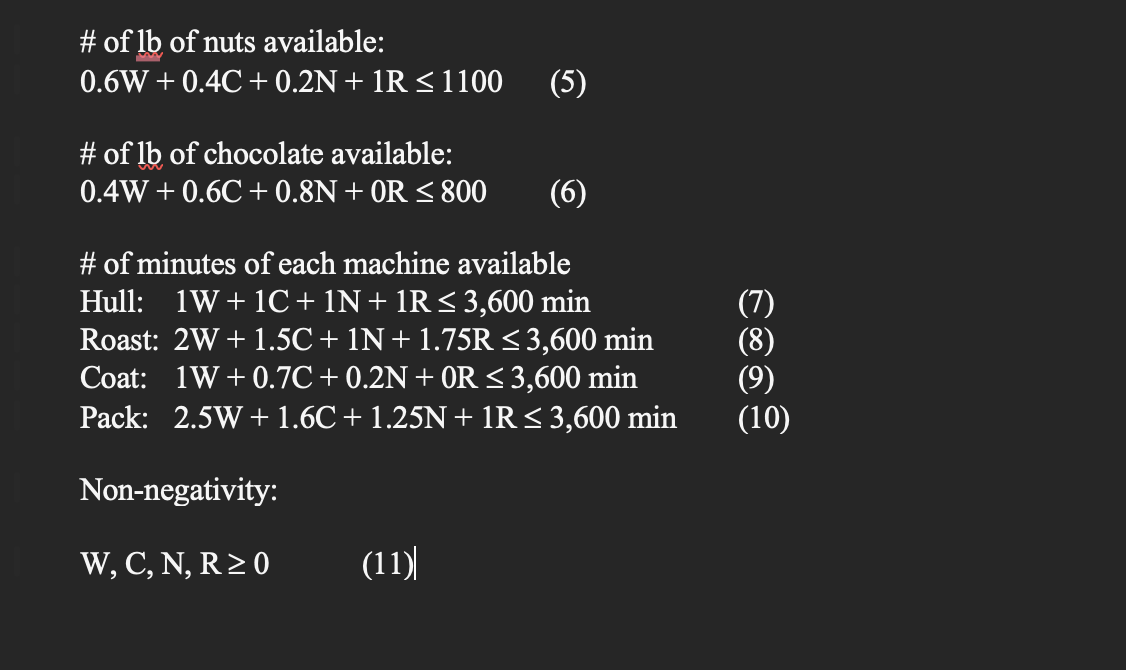 # of lb of nuts available:
0.6W + 0.4C + 0.2N + 1R ≤ 1100 (5)
# of lb of chocolate available:
0.4W + 0.6C + 0.8N + 0R ≤ 800 (6)
# of minutes of each machine available
Hull: 1W + 1C + 1N + 1R ≤ 3,600 min (7)
Roast: 2W + 1.5C + 1N + 1.75R ≤ 3,600 min (8)
Coat: 1W + 0.7C + 0.2N + 0R ≤ 3,600 min (9)
Pack: 2.5W + 1.6C + 1.25N + 1R ≤ 3,600 min (10)
Non-negativity:
W, C, N, R ≥ 0 (11)